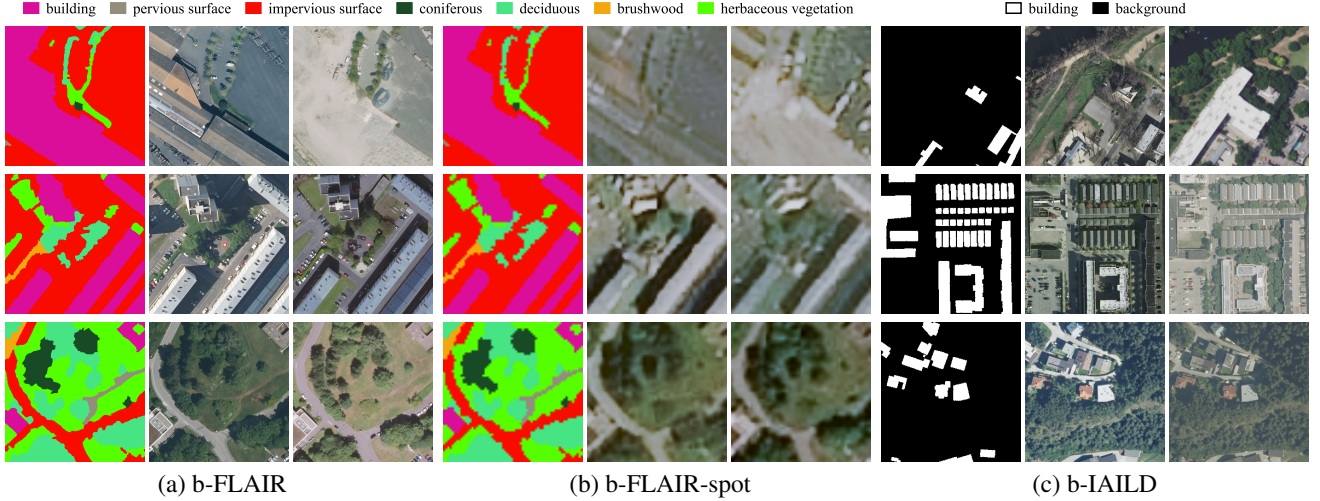 building pervious surface impervious surface coniferous deciduous brushwood herbaceous vegetation building background
(a) b-FLAIR (b) b-FLAIR-spot (c) b-IAILD